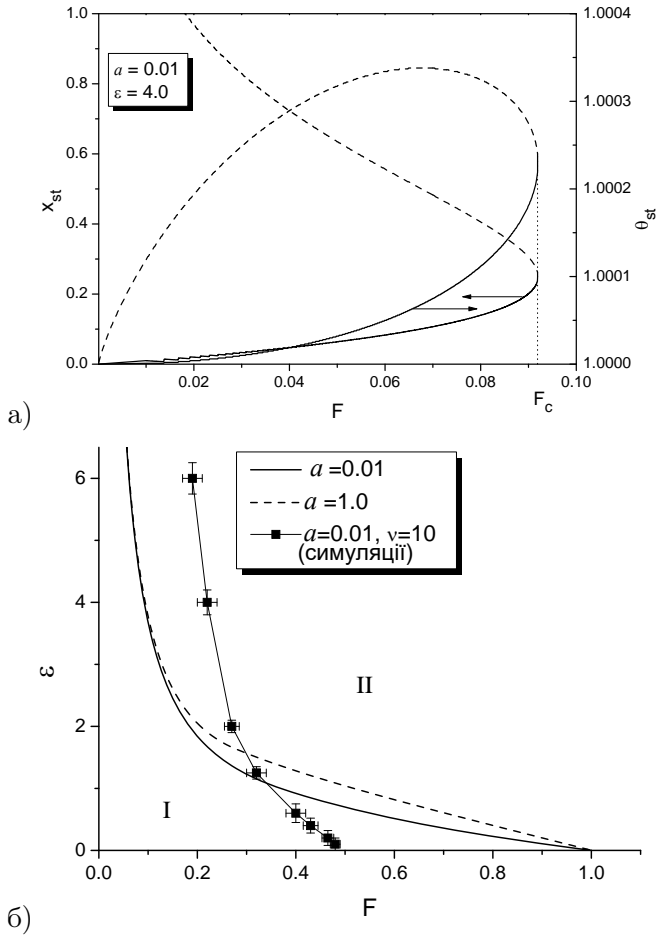 1.0
0.8
0.6
0.4
0.2
0.0
x_st
a = 0.01
ε = 4.0
1.0004
1.0003
1.0002
1.0001
1.0000
θ_st
0.02 0.04 0.06 0.08 0.10
F
F_c
а)
6
4
2
0
ε
a =0.01
a =1.0
a=0.01, ν=10
(симуляції)
I
II
0.0 0.2 0.4 0.6 0.8 1.0
F
б)